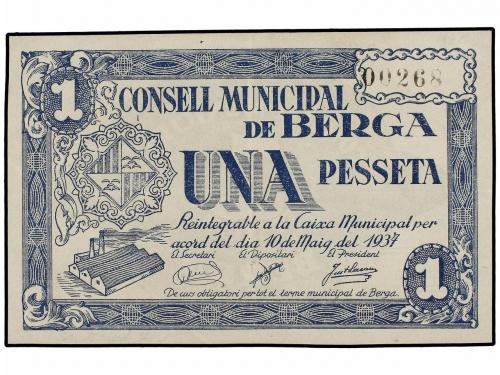 00268
1 CONSELL MUNICIPAL
DE BERGA
UNA PESSETA
Reintegrable a la Caixa Municipal per
acord del dia 10 de Maig del 1937
El Secretari El Dipositari El President
De curs obligatori per tot el terme municipal de Berga.
1